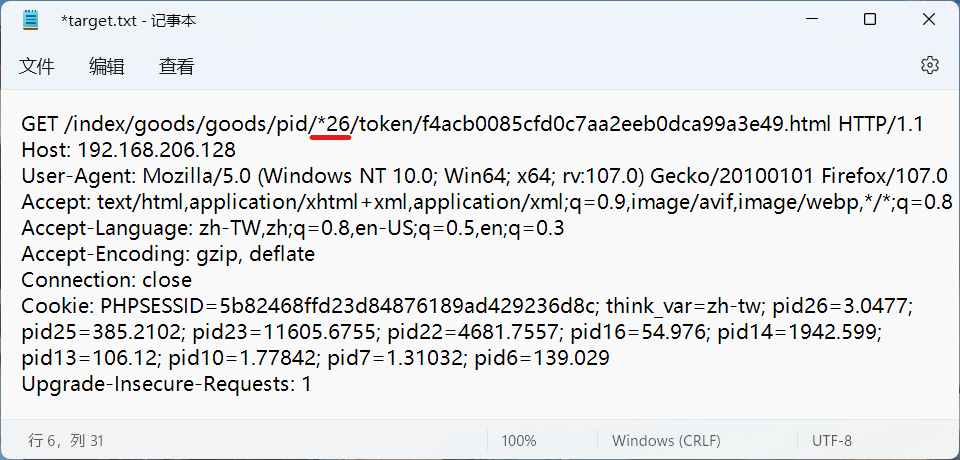 *target.txt - 记事本
文件 编辑 查看
GET /index/goods/goods/pid/*26/token/f4acb0085cfd0c7aa2eeb0dca99a3e49.html HTTP/1.1
Host: 192.168.206.128
User-Agent: Mozilla/5.0 (Windows NT 10.0; Win64; x64; rv:107.0) Gecko/20100101 Firefox/107.0
Accept: text/html,application/xhtml+xml,application/xml;q=0.9,image/avif,image/webp,*/*;q=0.8
Accept-Language: zh-TW,zh;q=0.8,en-US;q=0.5,en;q=0.3
Accept-Encoding: gzip, deflate
Connection: close
Cookie: PHPSESSID=5b82468ffd23d84876189ad429236d8c; think_var=zh-tw; pid26=3.0477;
pid25=385.2102; pid23=11605.6755; pid22=4681.7557; pid16=54.976; pid14=1942.599;
pid13=106.12; pid10=1.77842; pid7=1.31032; pid6=139.029
Upgrade-Insecure-Requests: 1
行 6，列 31 100% Windows (CRLF) UTF-8